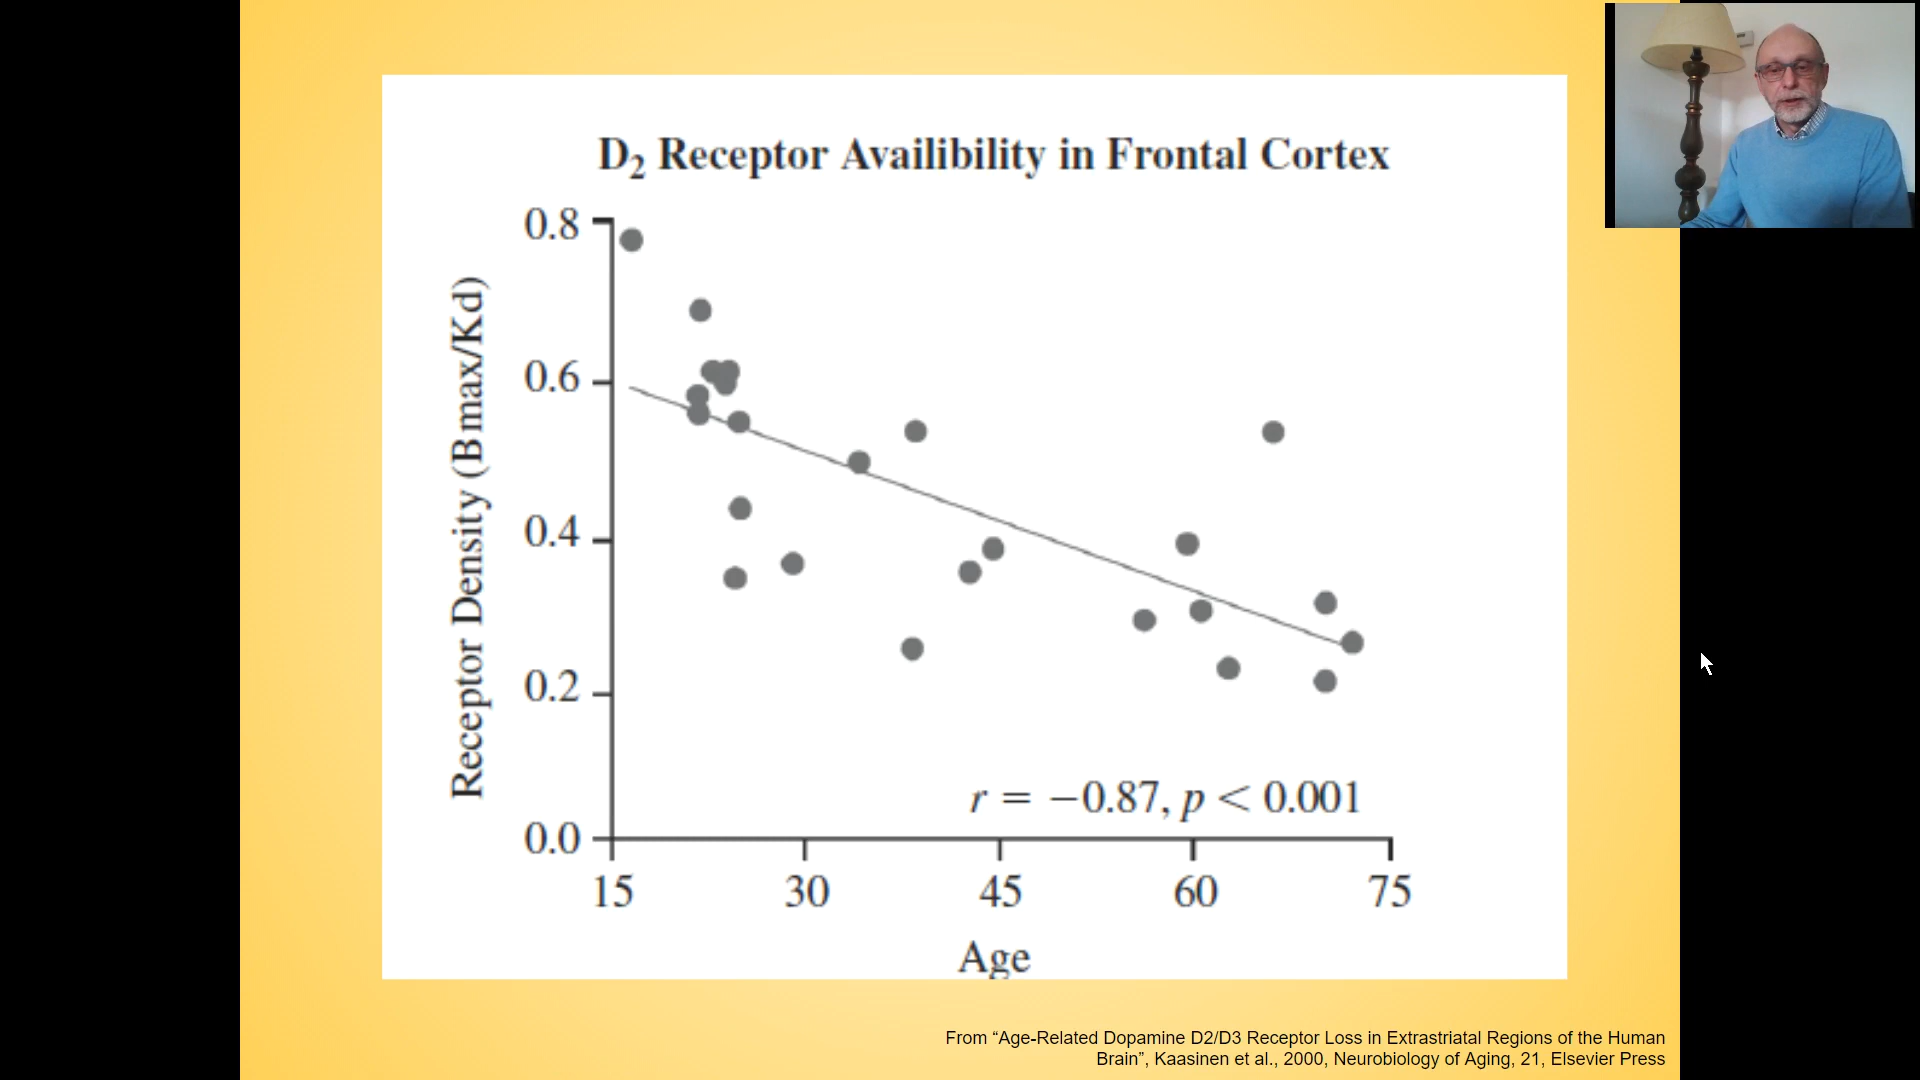 D₂ Receptor Availibility in Frontal Cortex
Receptor Density (Bmax/Kd)
0.8
0.6
0.4
0.2
0.0
r = −0.87, p < 0.001
15 30 45 60 75
Age
From “Age-Related Dopamine D2/D3 Receptor Loss in Extrastriatal Regions of the Human
Brain”, Kaasinen et al., 2000, Neurobiology of Aging, 21, Elsevier Press